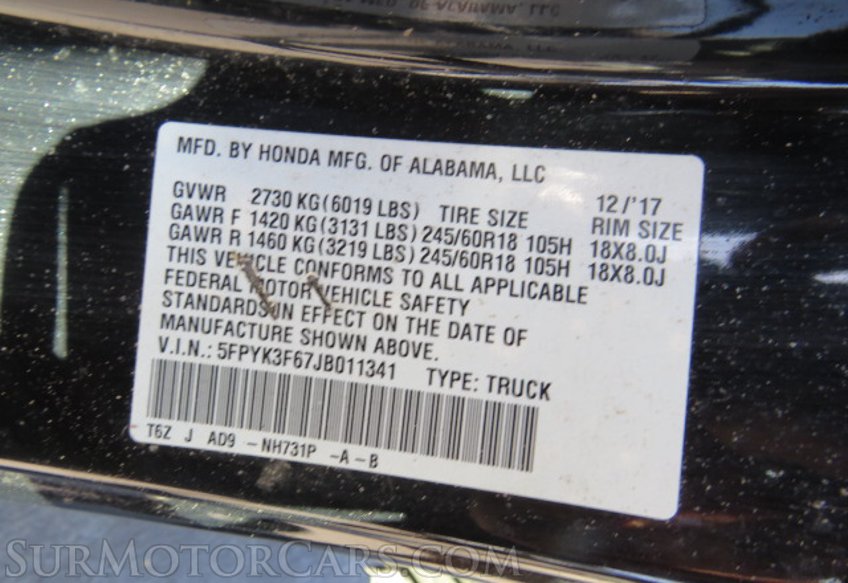 MFD. BY HONDA MFG. OF ALABAMA, LLC
GVWR 2730 KG(6019 LBS) TIRE SIZE 12/'17 RIM SIZE
GAWR F 1420 KG(3131 LBS) 245/60R18 105H 18X8.0J
GAWR R 1460 KG(3219 LBS) 245/60R18 105H 18X8.0J
THIS VEHICLE CONFORMS TO ALL APPLICABLE
FEDERAL MOTOR VEHICLE SAFETY
STANDARDS IN EFFECT ON THE DATE OF
MANUFACTURE SHOWN ABOVE.
V.I.N.: 5FPYK3F67JB011341 TYPE: TRUCK
T6Z J AD9 -NH731P -A-B
SURMOTORCARS.COM